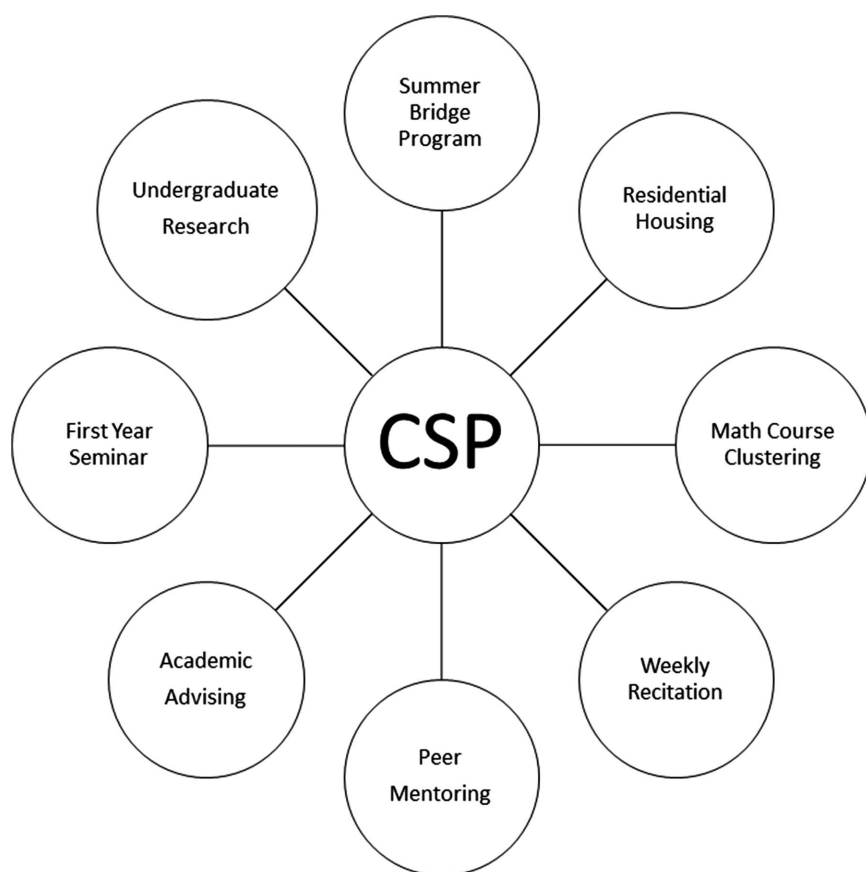 Summer
Bridge
Program
Residential
Housing
Math Course
Clustering
Weekly
Recitation
Peer
Mentoring
Academic
Advising
First Year
Seminar
Undergraduate
Research
CSP